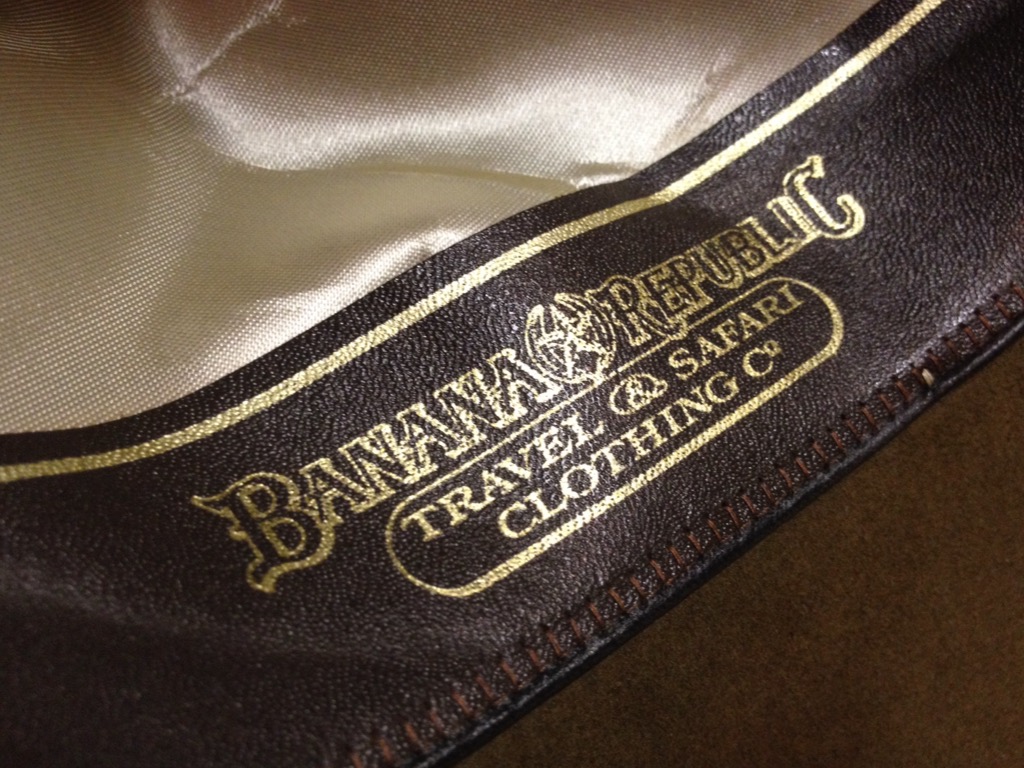 BANANA REPUBLIC
TRAVEL & SAFARI
CLOTHING Cº